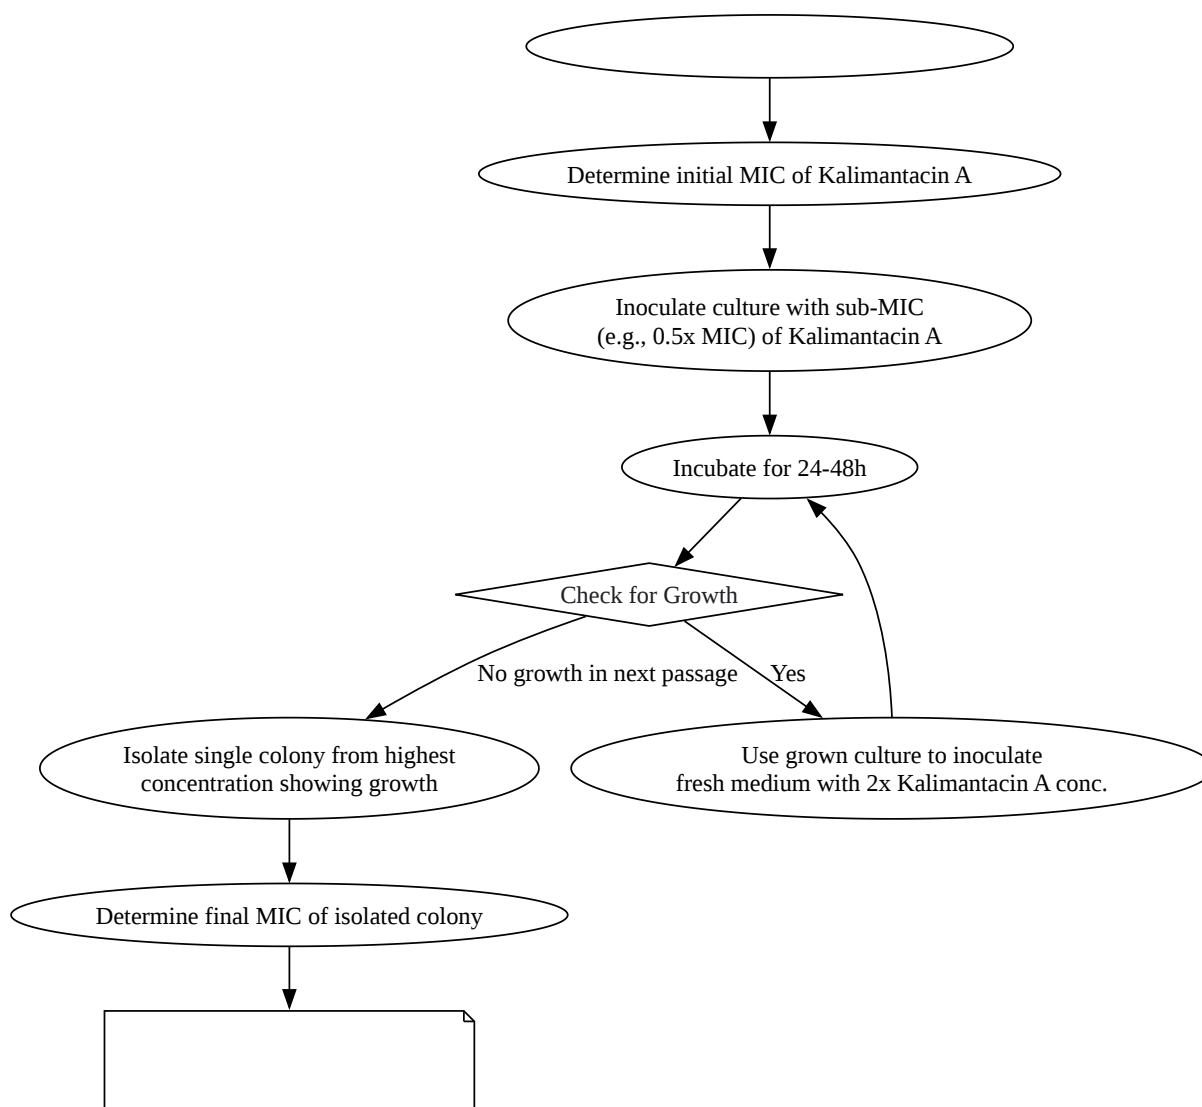 Determine initial MIC of Kalimantacin A
Inoculate culture with sub-MIC
(e.g., 0.5x MIC) of Kalimantacin A
Incubate for 24-48h
Check for Growth
No growth in next passage
Yes
Isolate single colony from highest
concentration showing growth
Use grown culture to inoculate
fresh medium with 2x Kalimantacin A conc.
Determine final MIC of isolated colony